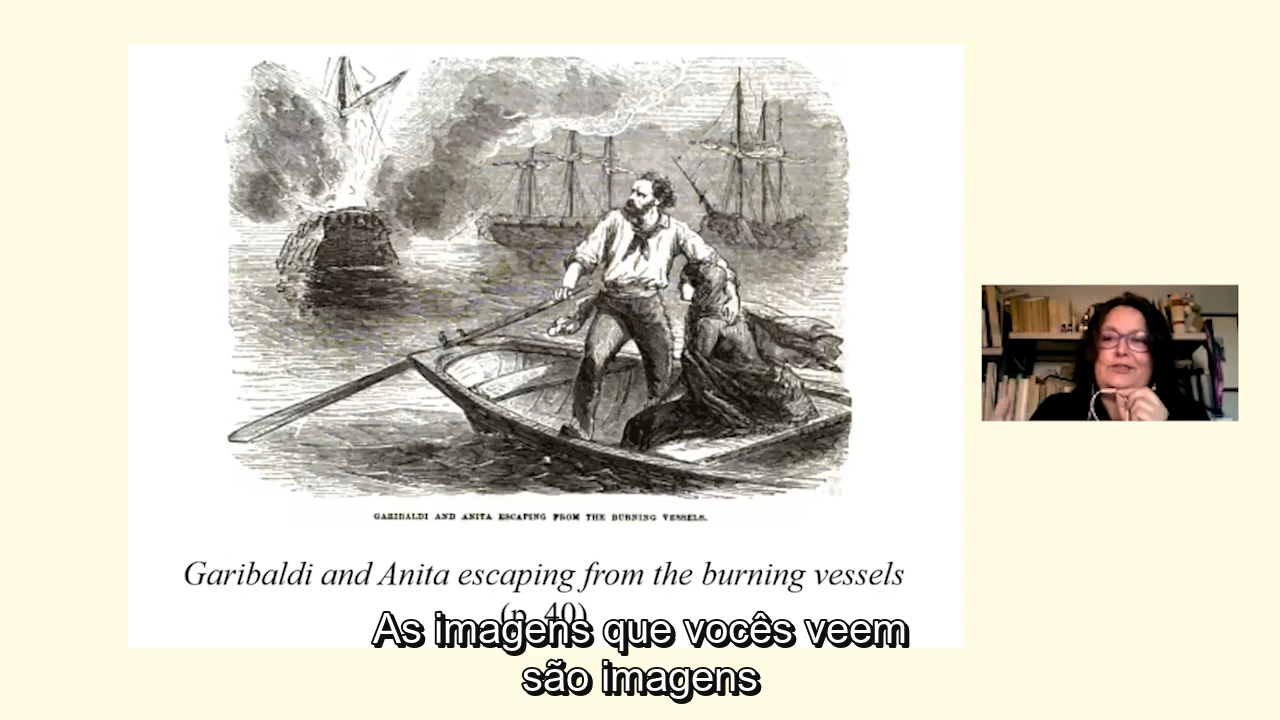 GARIBALDI AND ANITA ESCAPING FROM THE BURNING VESSELS.
Garibaldi and Anita escaping from the burning vessels
(p. 40)
As imagens que vocês veem
são imagens